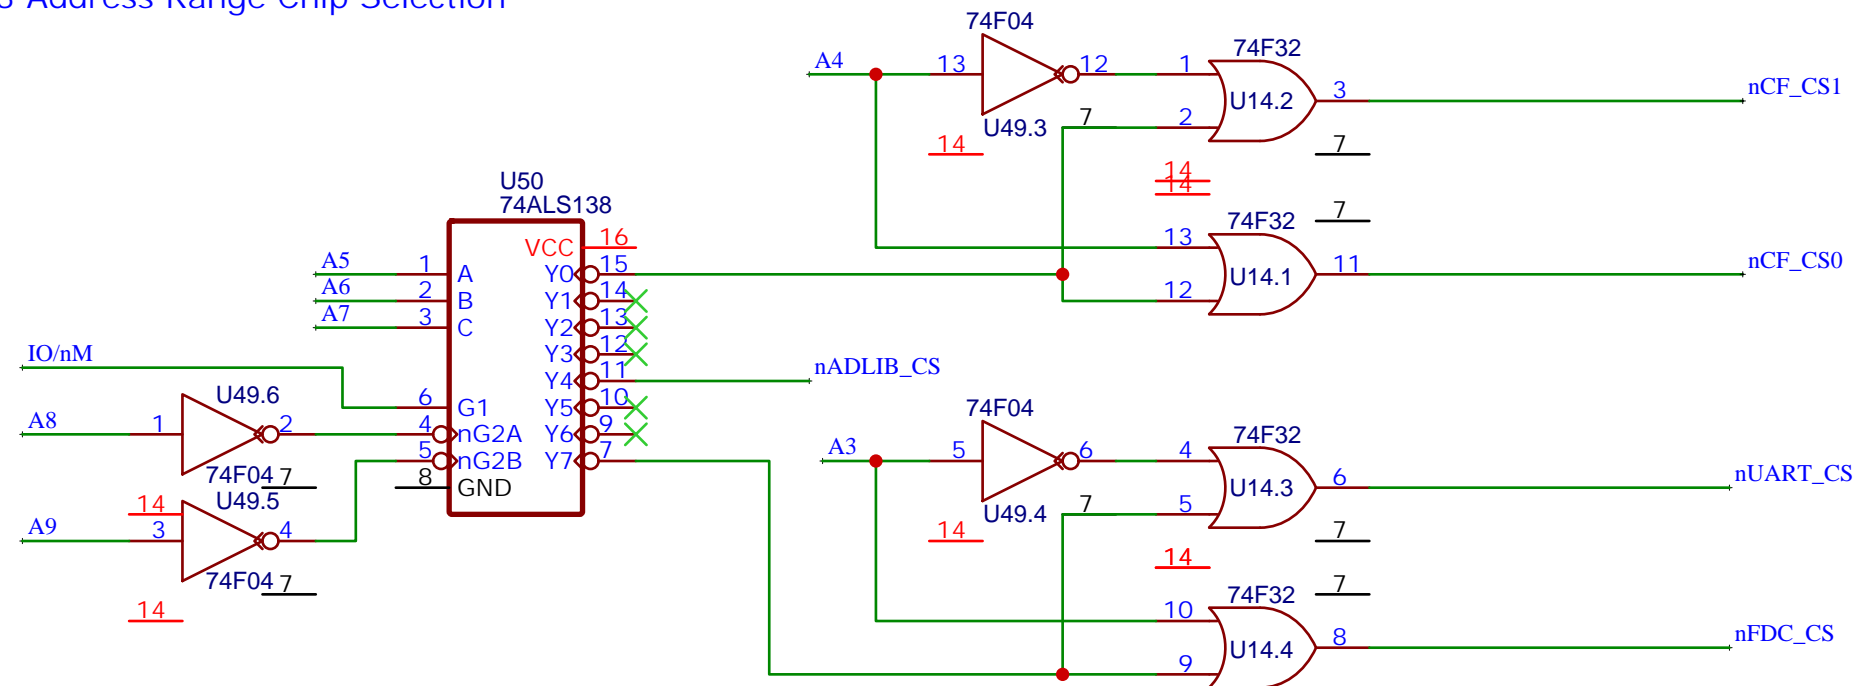 Address Range Chip Selection
74F04
A4
13
12
1
74F32
U14.2
3
nCF_CS1
7
2
U49.3
14
7
14
14
7
U50
74ALS138
74F32
13
VCC
16
A5
1
A
Y0
15
U14.1
11
nCF_CS0
A6
2
B
Y1
14
12
A7
3
C
Y2
13
Y3
12
IO/nM
Y4
11
nADLIB_CS
U49.6
6
G1
Y5
10
74F04
A8
1
2
4
nG2A
Y6
9
74F32
5
nG2B
Y7
7
A3
5
6
4
74F04
7
8
GND
U14.3
6
nUART_CS
14
U49.5
7
5
U49.4
A9
3
4
14
7
14
74F04
7
7
14
74F32
10
U14.4
8
nFDC_CS
9